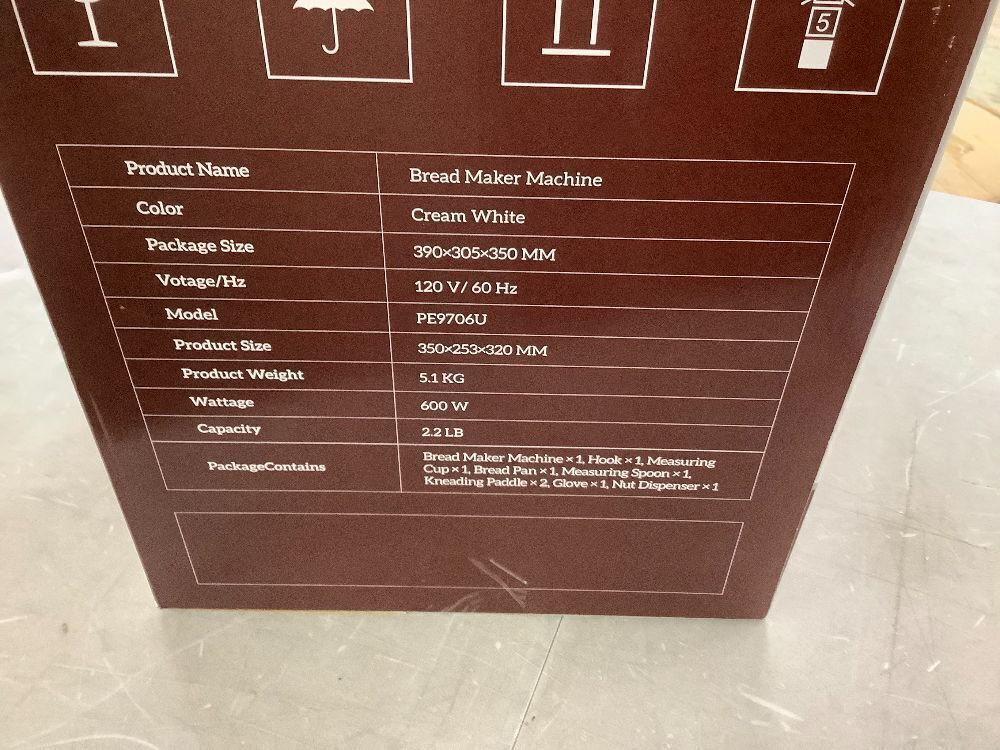 5
Product Name Bread Maker Machine
Color Cream White
Package Size 390×305×350 MM
Votage/Hz 120 V/ 60 Hz
Model PE9706U
Product Size 350×253×320 MM
Product Weight 5.1 KG
Wattage 600 W
Capacity 2.2 LB
PackageContains Bread Maker Machine × 1, Hook × 1, Measuring
Cup × 1, Bread Pan × 1, Measuring Spoon × 1,
Kneading Paddle × 2, Glove × 1, Nut Dispenser × 1